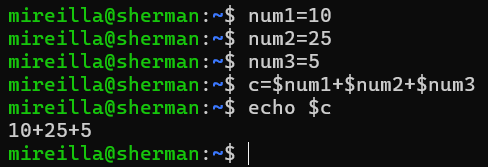 mireilla@sherman:~$ num1=10
mireilla@sherman:~$ num2=25
mireilla@sherman:~$ num3=5
mireilla@sherman:~$ c=$num1+$num2+$num3
mireilla@sherman:~$ echo $c
10+25+5
mireilla@sherman:~$